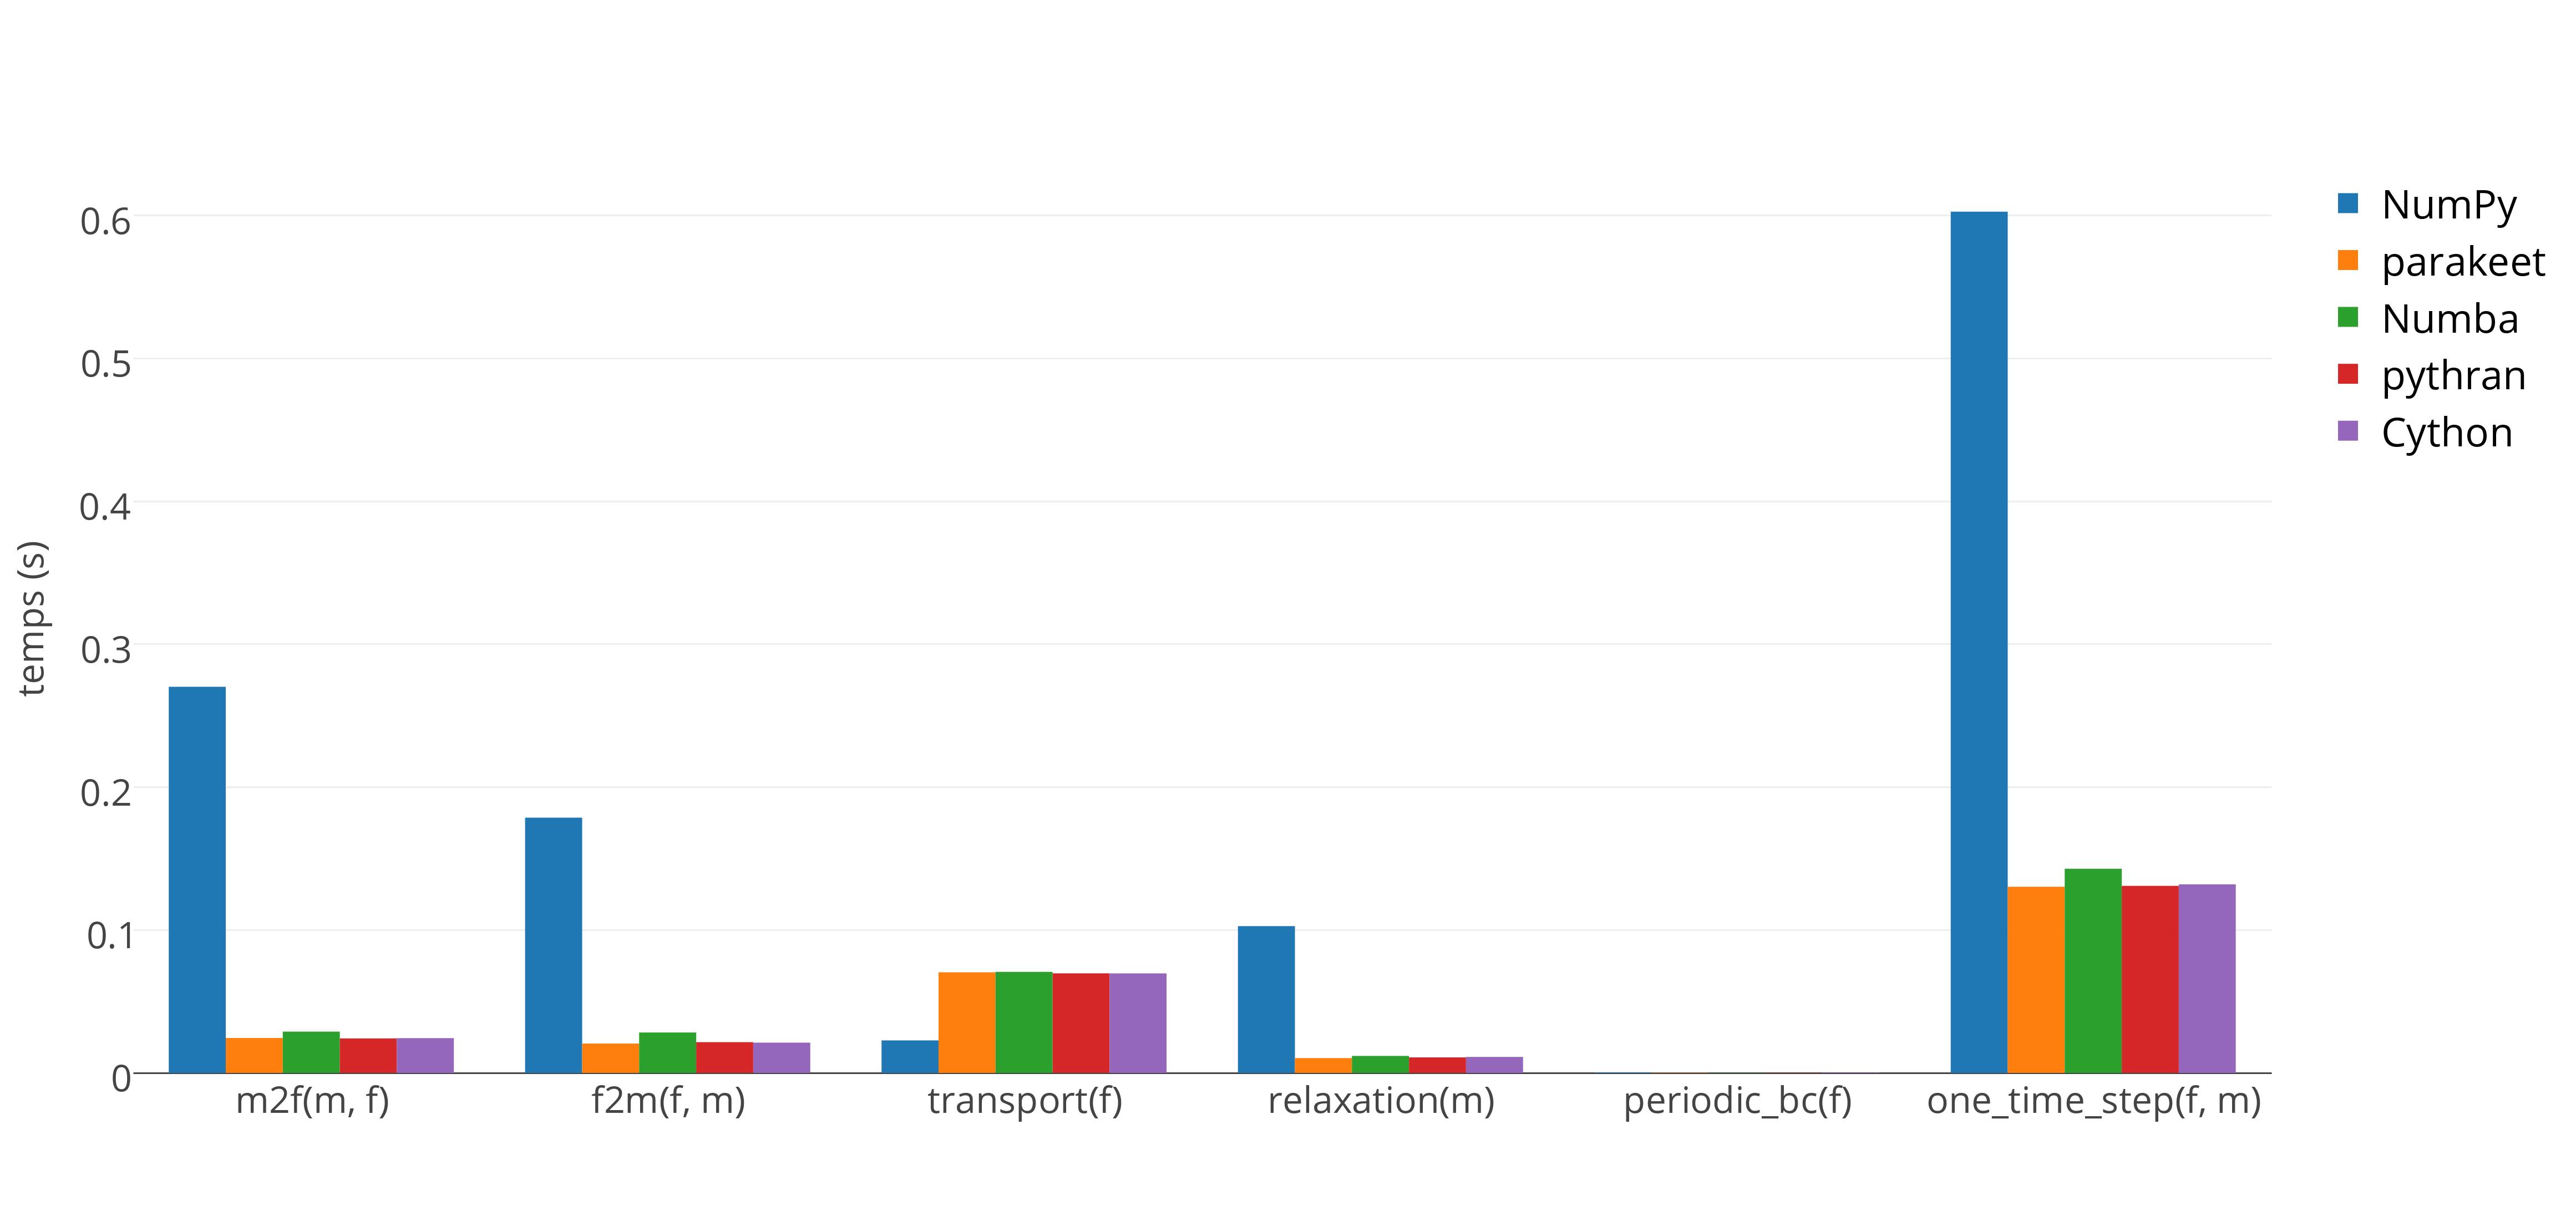 temps (s)
0.6
0.5
0.4
0.3
0.2
0.1
0
m2f(m, f)
f2m(f, m)
transport(f)
relaxation(m)
periodic_bc(f)
one_time_step(f, m)
NumPy
parakeet
Numba
pythran
Cython